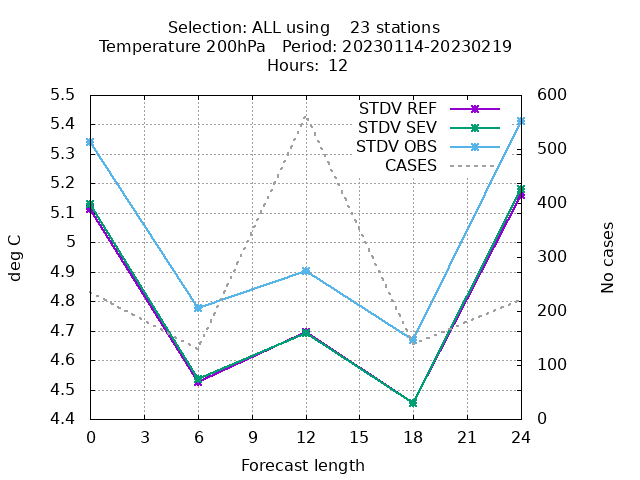 Selection: ALL using    23 stations
Temperature 200hPa   Period: 20230114-20230219
Hours:  12
5.5
5.4
5.3
5.2
5.1
5
4.9
4.8
4.7
4.6
4.5
4.4
deg C
STDV REF
STDV SEV
STDV OBS
CASES
600
500
400
300
200
100
0
No cases
0 3 6 9 12 15 18 21 24
Forecast length